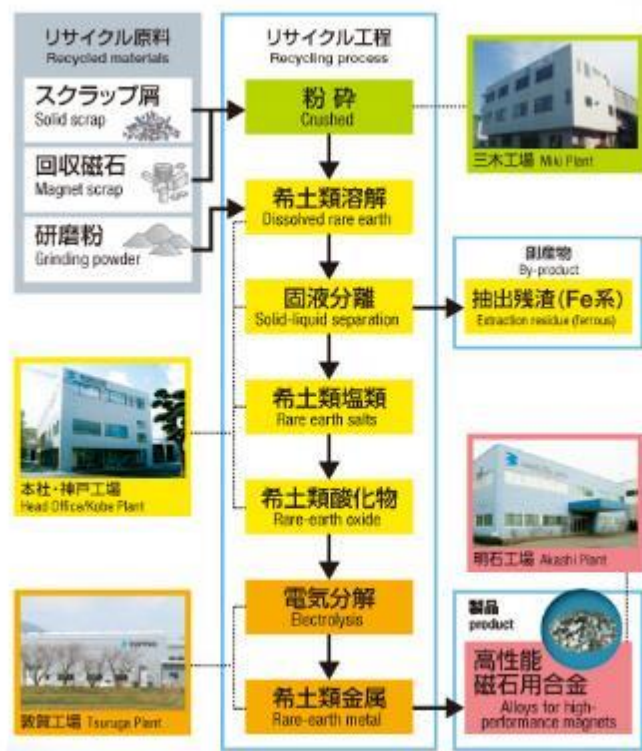 リサイクル原料
Recycled materials
スクラップ屑
Solid scrap
回収磁石
Magnet scrap
研磨粉
Grinding powder
リサイクル工程
Recycling process
粉砕
Crushed
希土類溶解
Dissolved rare earth
固液分離
Solid-liquid separation
希土類塩類
Rare earth salts
希土類酸化物
Rare-earth oxide
電気分解
Electrolysis
希土類金属
Rare-earth metal
三木工場 Miki Plant
副産物
By-product
抽出残渣(Fe系)
Extraction residue (ferrous)
本社・神戸工場
Head Office/Kobe Plant
明石工場 Akashi Plant
敦賀工場 Tsuruga Plant
製品
product
高性能
磁石用合金
Alloys for high-
performance magnets